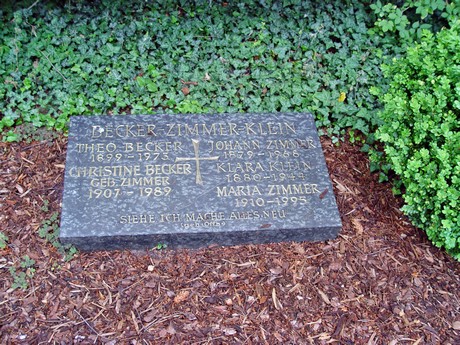 BECKER-ZIMMER-KLEIN
THEO BECKER
1899-1973
CHRISTINE BECKER
GEB. ZIMMER
1907-1989
JOHANN ZIMMER
KLARA KLEIN
MARIA ZIMMER
1910-1995
SIEHE ICH MACHE ALLES NEU